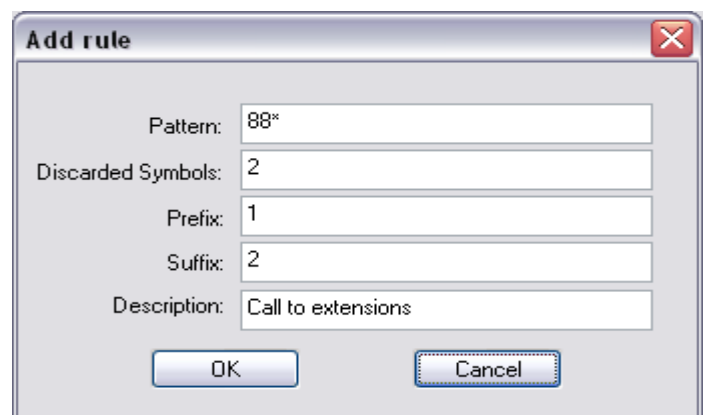 Add rule
Pattern: 88*
Discarded Symbols: 2
Prefix: 1
Suffix: 2
Description: Call to extensions
OK Cancel